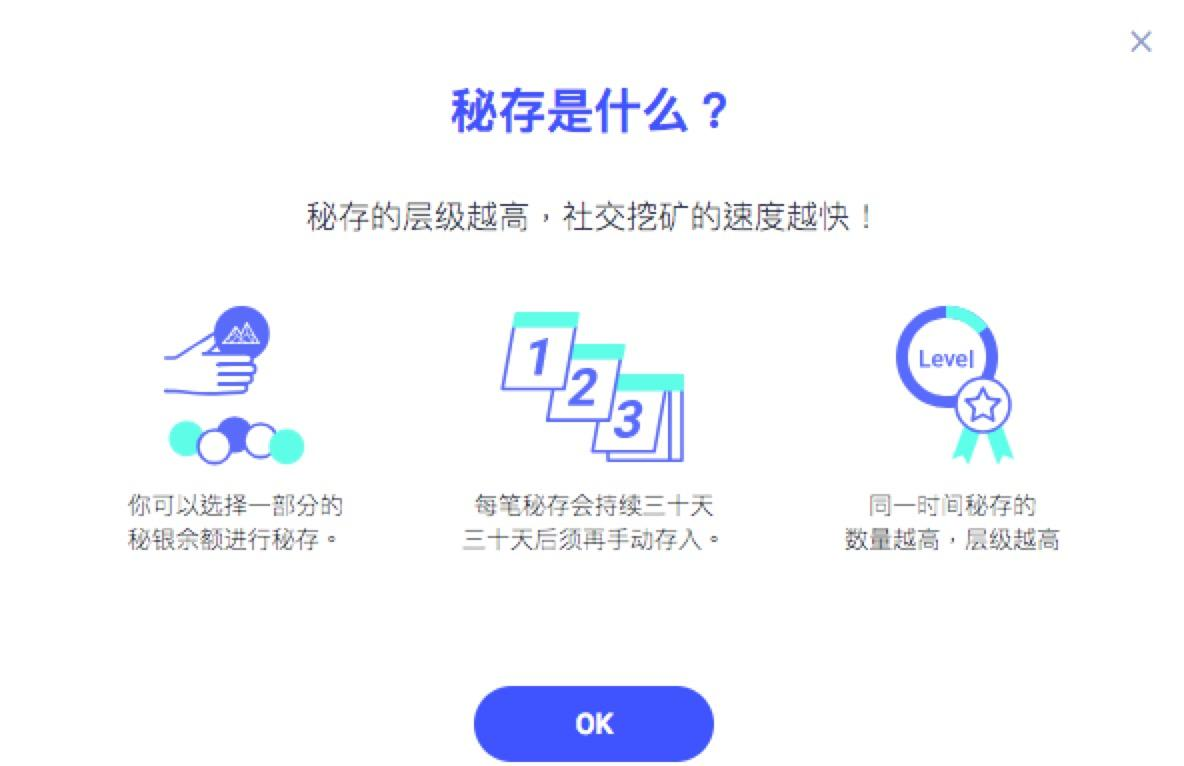 秘存是什么？
秘存的层级越高，社交挖矿的速度越快！
1
2
3
Level
你可以选择一部分的
秘银余额进行秘存。
每笔秘存会持续三十天
三十天后须再手动存入。
同一时间秘存的
数量越高，层级越高
OK